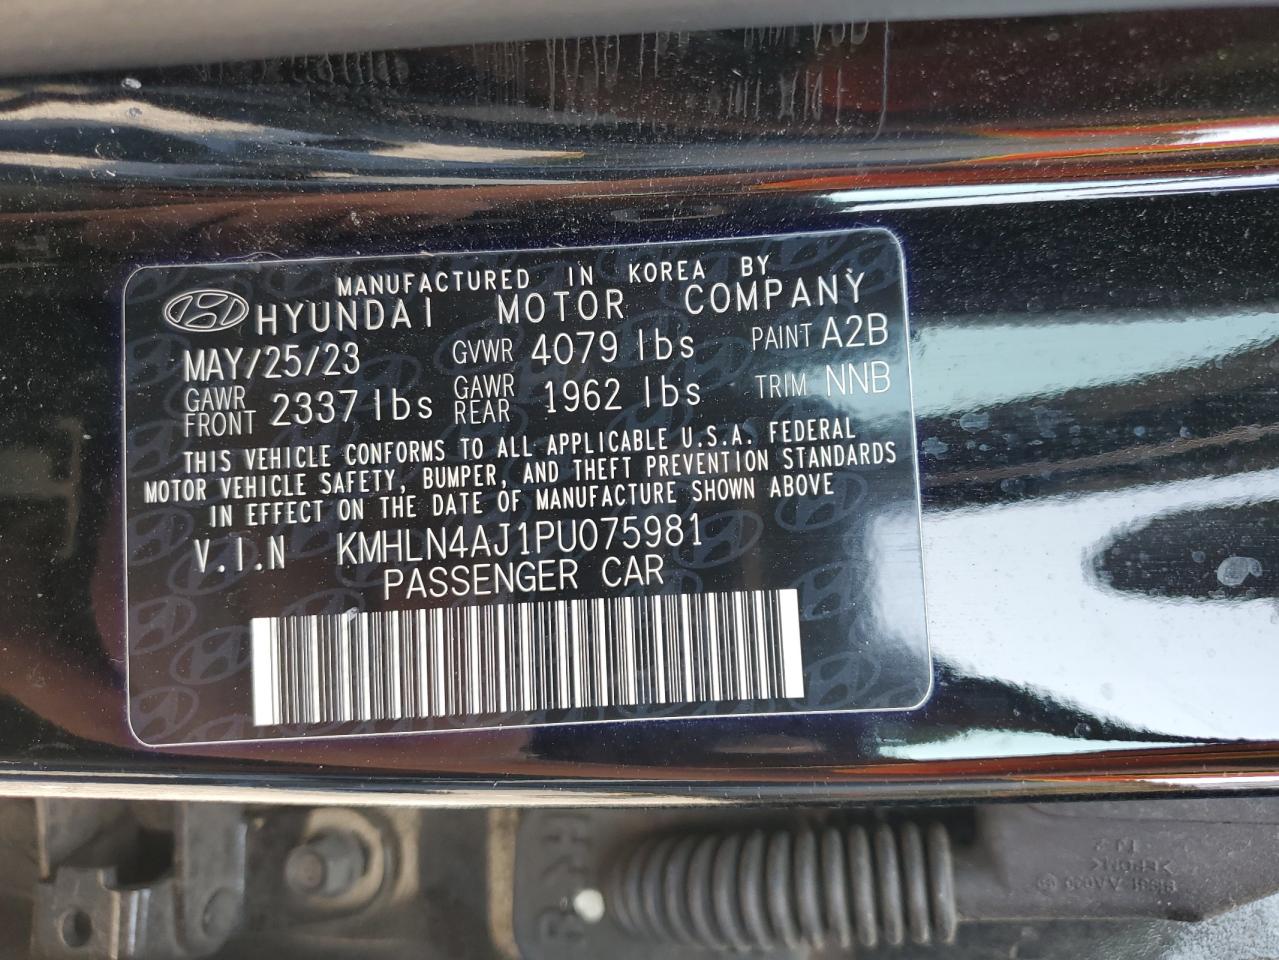 MANUFACTURED IN KOREA BY
HYUNDAI MOTOR COMPANY
MAY/25/23 GVWR 4079 lbs PAINT A2B
GAWR FRONT 2337 lbs GAWR REAR 1962 lbs TRIM NNB
THIS VEHICLE CONFORMS TO ALL APPLICABLE U.S.A. FEDERAL
MOTOR VEHICLE SAFETY, BUMPER, AND THEFT PREVENTION STANDARDS
IN EFFECT ON THE DATE OF MANUFACTURE SHOWN ABOVE
V.I.N KMHLN4AJ1PU075981
PASSENGER CAR